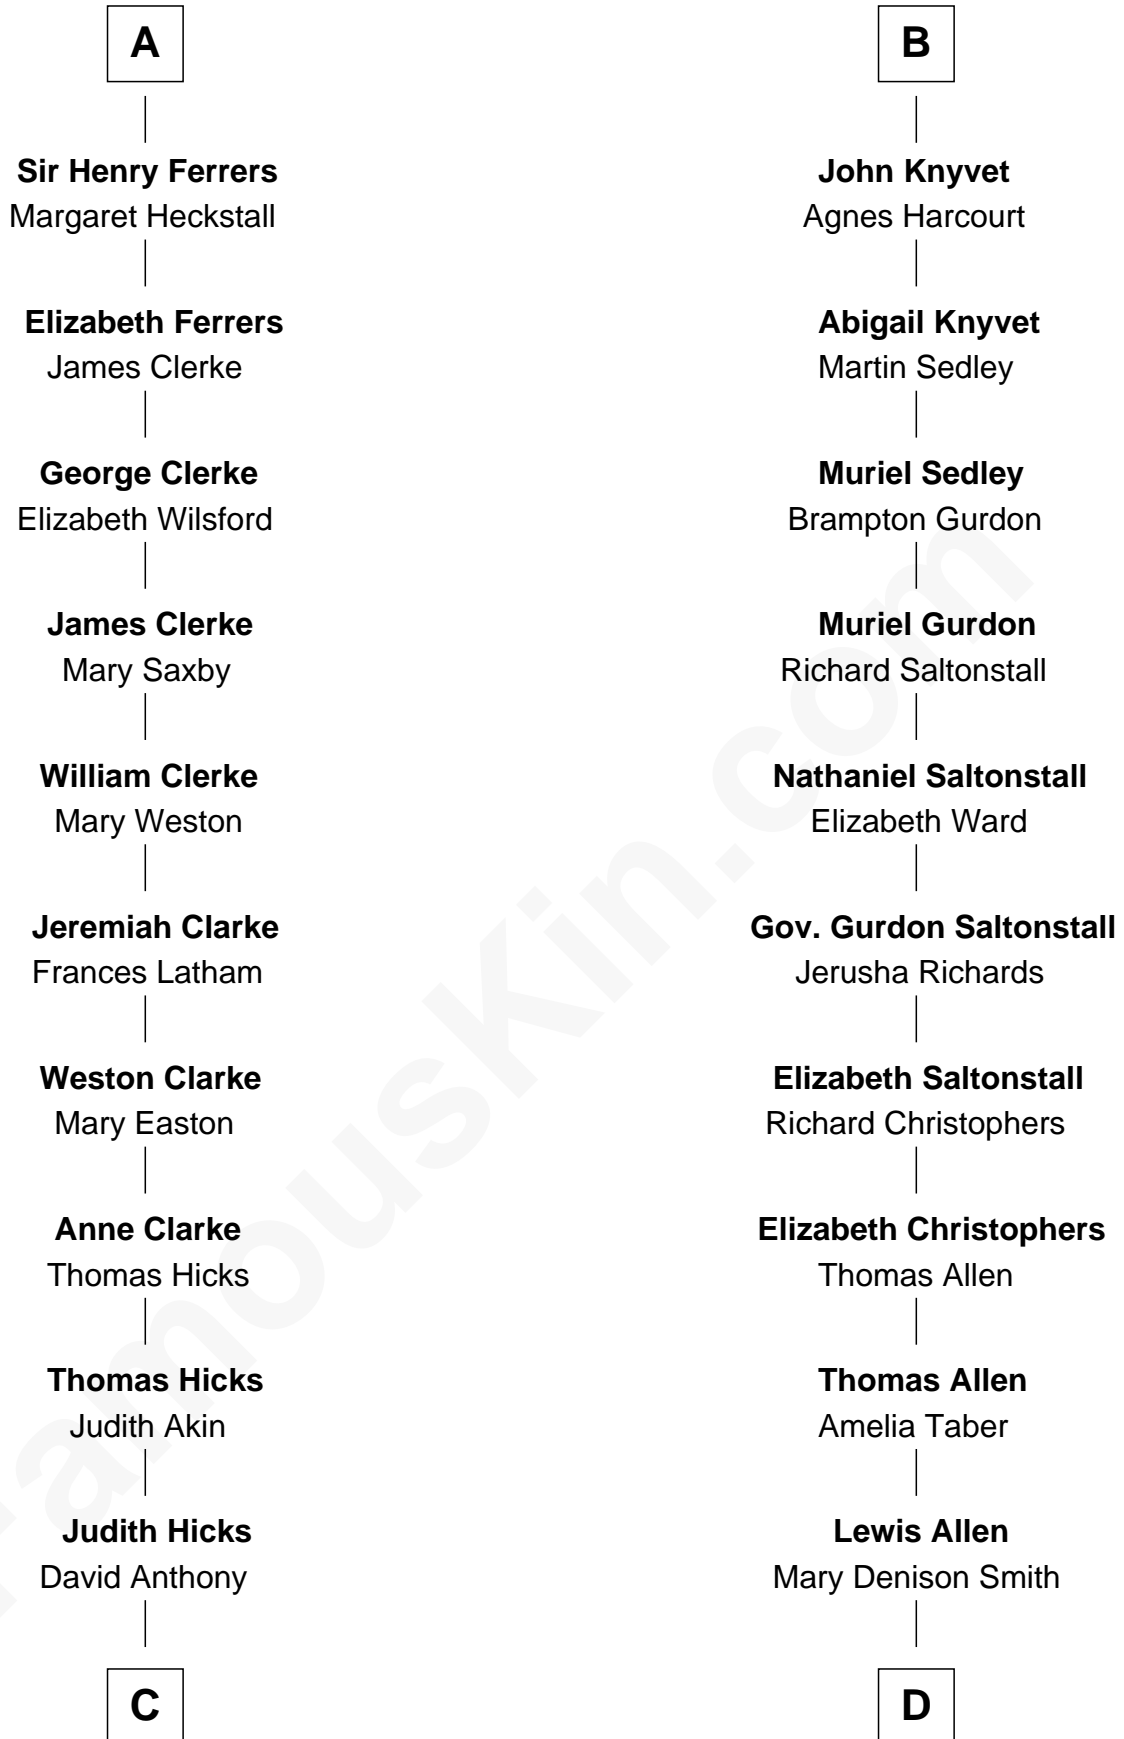 A
Sir Henry Ferrers
Margaret Heckstall
Elizabeth Ferrers
James Clerke
George Clerke
Elizabeth Wilsford
James Clerke
Mary Saxby
William Clerke
Mary Weston
Jeremiah Clarke
Frances Latham
Weston Clarke
Mary Easton
Anne Clarke
Thomas Hicks
Thomas Hicks
Judith Akin
Judith Hicks
David Anthony
C
B
John Knyvet
Agnes Harcourt
Abigail Knyvet
Martin Sedley
Muriel Sedley
Brampton Gurdon
Muriel Gurdon
Richard Saltonstall
Nathaniel Saltonstall
Elizabeth Ward
Gov. Gurdon Saltonstall
Jerusha Richards
Elizabeth Saltonstall
Richard Christophers
Elizabeth Christophers
Thomas Allen
Thomas Allen
Amelia Taber
Lewis Allen
Mary Denison Smith
D
FamousKin.com